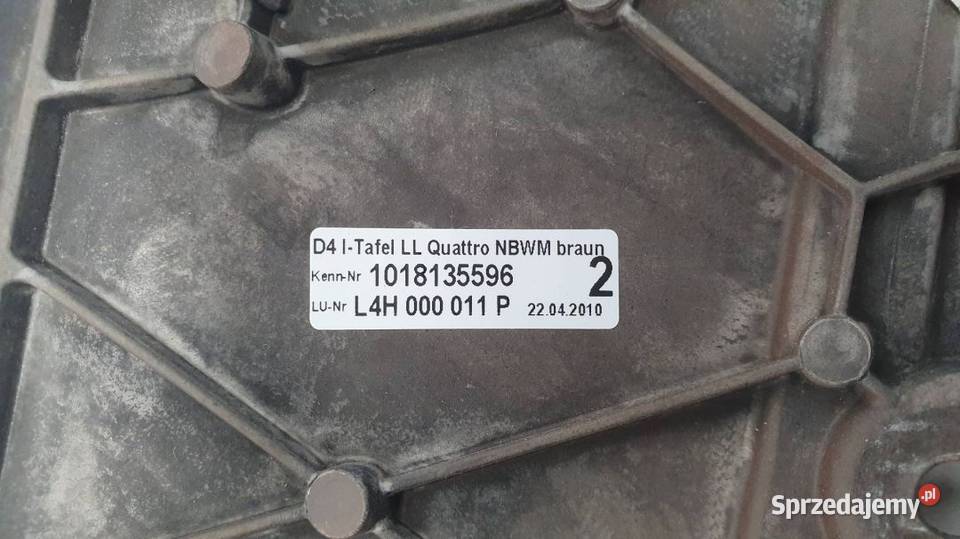 D4 I-Tafel LL Quattro NBWM braun
Kenn-Nr 1018135596 2
LU-Nr L4H 000 011 P 22.04.2010
Sprzedajemy.pl